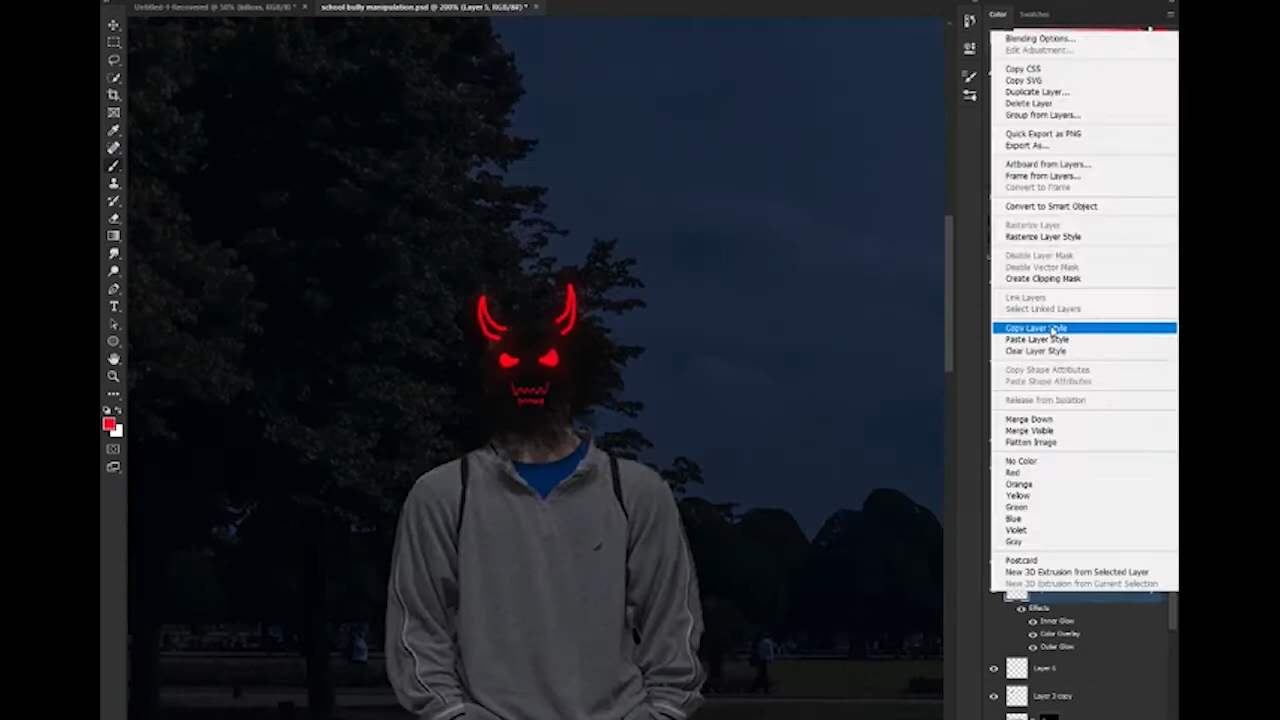 Untitled-1-Recovered @ 50% (
school bully manipulation.psd @ 200% (Layer 5, RGB/8#) *
Color
Swatches
Blending Options...
Edit Adjustment...
Copy CSS
Copy SVG
Duplicate Layer...
Delete Layer
Group from Layers...
Quick Export as PNG
Export As...
Artboard from Layers...
Frame from Layers...
Convert to Frame
Convert to Smart Object
Rasterize Layer
Rasterize Layer Style
Disable Layer Mask
Disable Vector Mask
Create Clipping Mask
Link Layers
Select Linked Layers
Copy Layer Style
Paste Layer Style
Clear Layer Style
Copy Shape Attributes
Paste Shape Attributes
Release from Isolation
Merge Down
Merge Visible
Flatten Image
No Color
Red
Orange
Yellow
Green
Blue
Violet
Gray
Postcard
New 3D Extrusion from Selected Layer
New 3D Extrusion from Current Selection
Effects
Inner Glow
Color Overlay
Outer Glow
Layer 6
Layer 3 copy